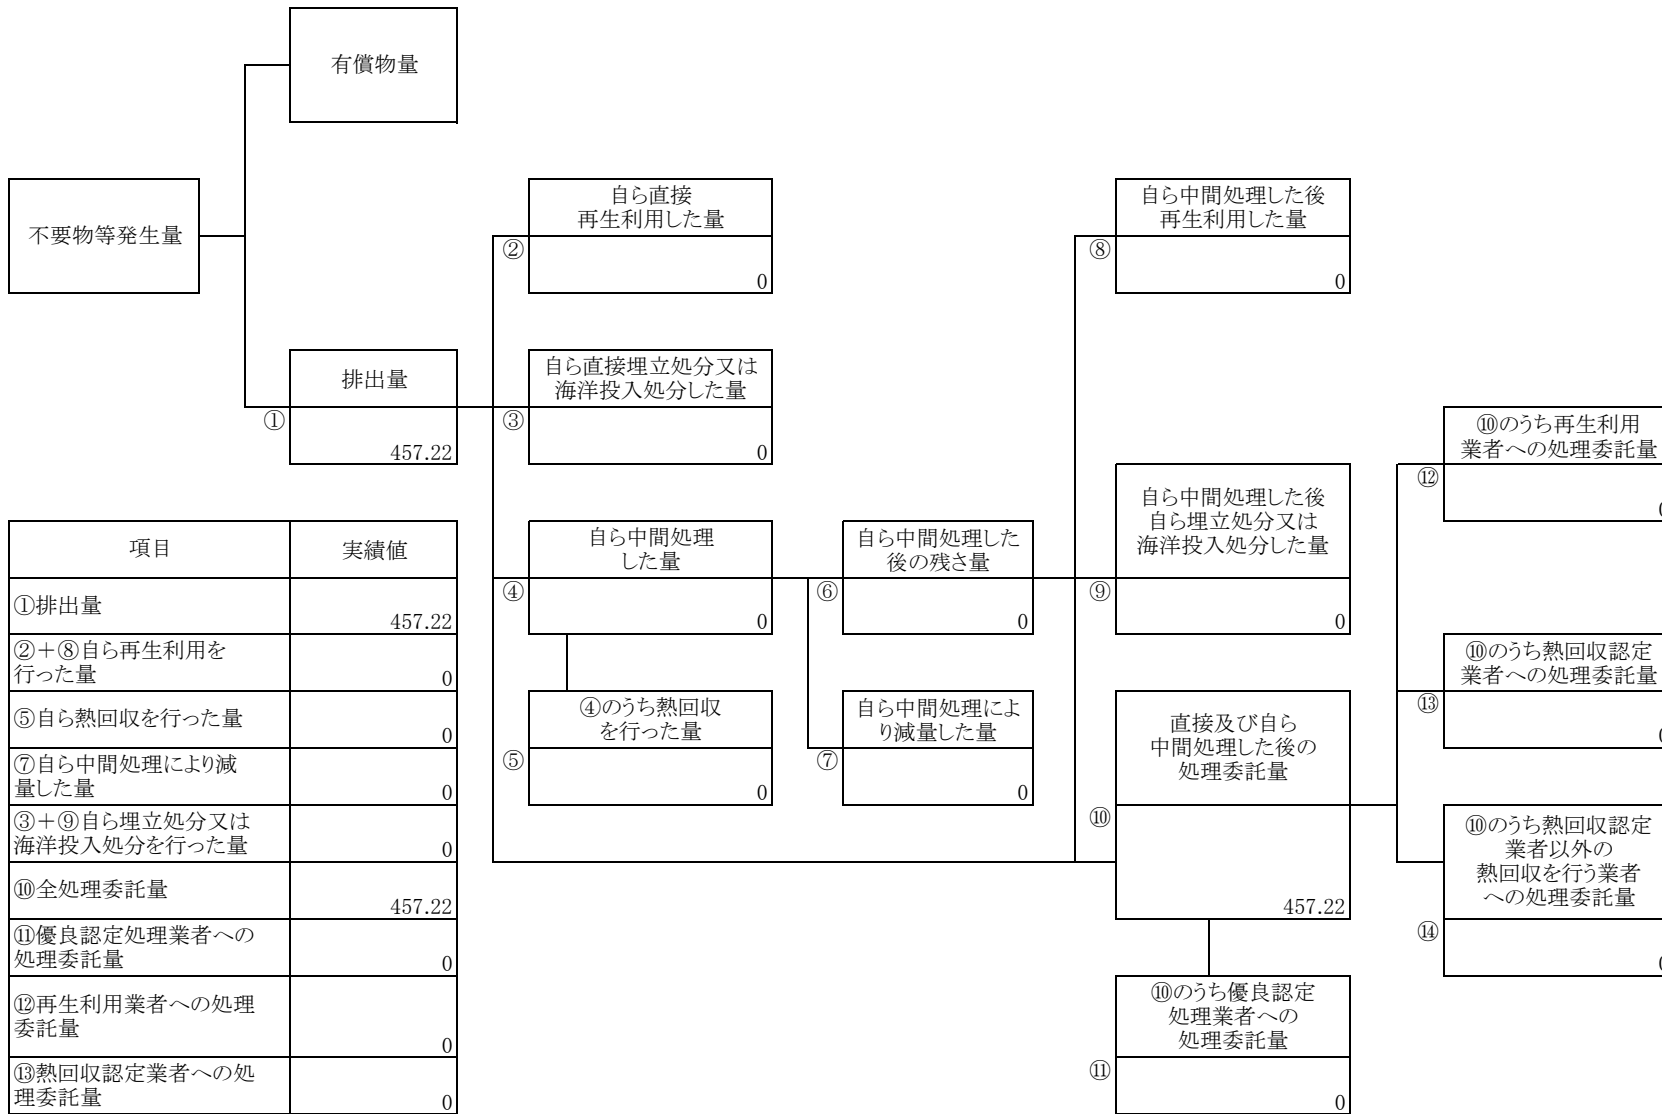 有償物量
不要物等発生量
自ら直接
再生利用した量
②
0
自ら中間処理した後
再生利用した量
⑧
0
排出量
①
457.22
自ら直接埋立処分又は
海洋投入処分した量
③
0
⑩のうち再生利用
業者への処理委託量
⑫
自ら中間処理した後
自ら埋立処分又は
海洋投入処分した量
⑨
0
自ら中間処理
した量
④
0
自ら中間処理した
後の残さ量
⑥
0
⑩のうち熱回収認定
業者への処理委託量
⑬
④のうち熱回収
を行った量
⑤
0
自ら中間処理によ
り減量した量
⑦
0
直接及び自ら
中間処理した後の
処理委託量
⑩
457.22
⑩のうち熱回収認定
業者以外の
熱回収を行う業者
への処理委託量
⑭
⑩のうち優良認定
処理業者への
処理委託量
⑪
0
項目 実績値
①排出量
457.22
②＋⑧自ら再生利用を
行った量
0
⑤自ら熱回収を行った量
0
⑦自ら中間処理により減
量した量
0
③＋⑨自ら埋立処分又は
海洋投入処分を行った量
0
⑩全処理委託量
457.22
⑪優良認定処理業者への
処理委託量
0
⑫再生利用業者への処理
委託量
0
⑬熱回収認定業者への処
理委託量
0